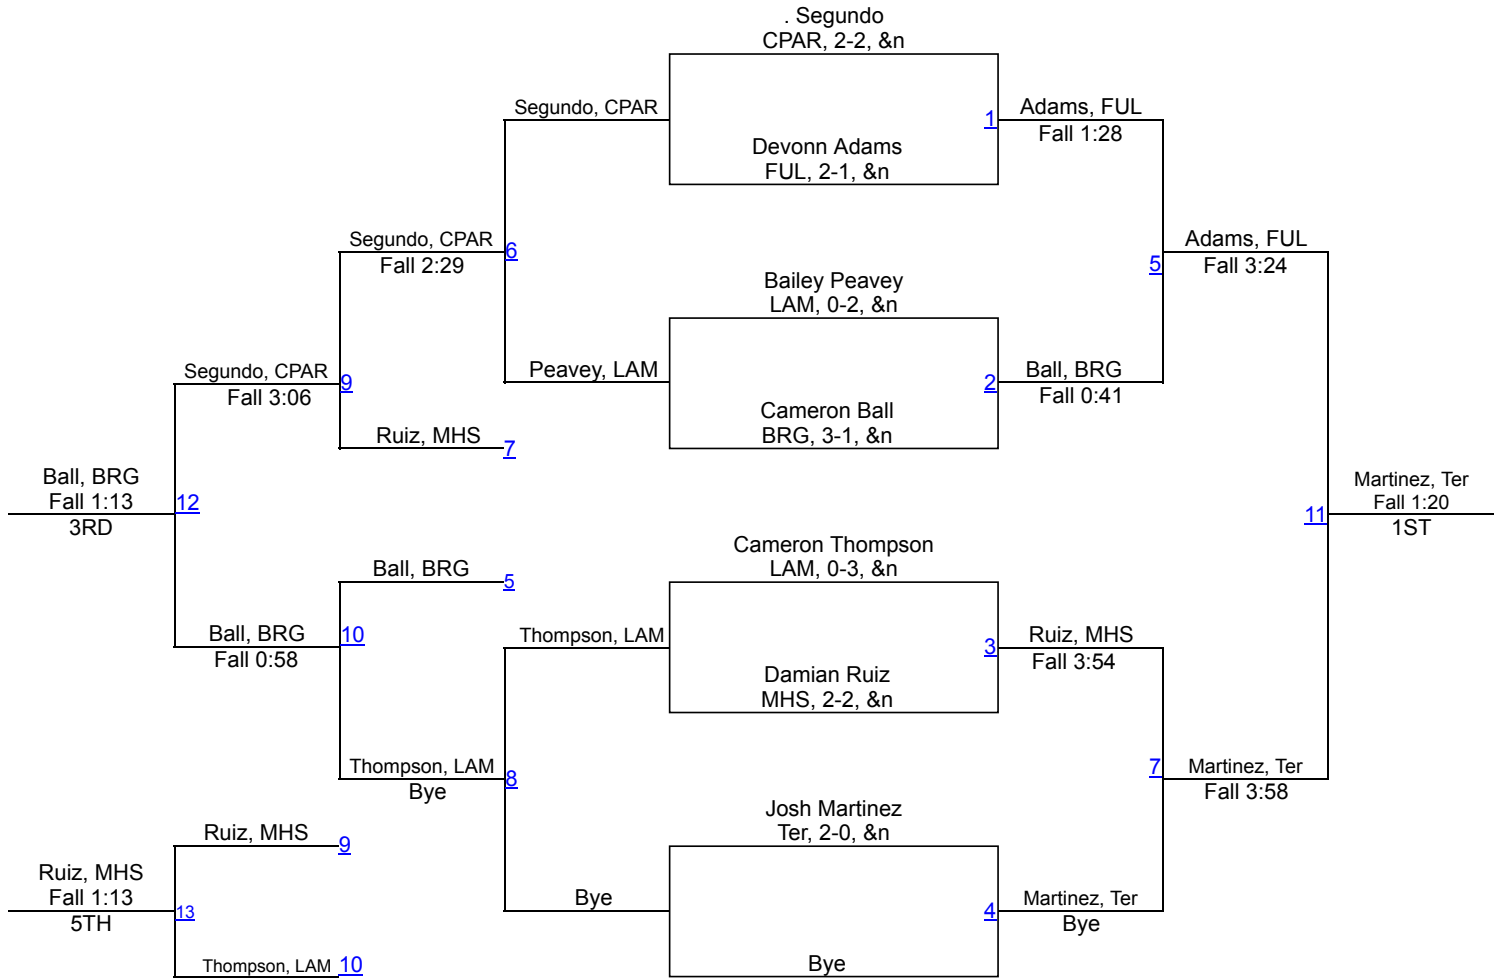 . Segundo
CPAR, 2-2, &n
Segundo, CPAR
1
Adams, FUL
Fall 1:28
Devonn Adams
FUL, 2-1, &n
Segundo, CPAR
Fall 2:29
6
5
Adams, FUL
Fall 3:24
Bailey Peavey
LAM, 0-2, &n
Segundo, CPAR
Fall 3:06
9
Peavey, LAM
2
Ball, BRG
Fall 0:41
Cameron Ball
BRG, 3-1, &n
Ruiz, MHS
7
Ball, BRG
Fall 1:13
3RD
12
11
Martinez, Ter
Fall 1:20
1ST
Cameron Thompson
LAM, 0-3, &n
Ball, BRG
5
Ball, BRG
Fall 0:58
10
Thompson, LAM
3
Ruiz, MHS
Fall 3:54
Damian Ruiz
MHS, 2-2, &n
Thompson, LAM
Bye
8
7
Martinez, Ter
Fall 3:58
Josh Martinez
Ter, 2-0, &n
Ruiz, MHS
9
Ruiz, MHS
Fall 1:13
5TH
13
Bye
4
Martinez, Ter
Bye
Thompson, LAM
10
Bye